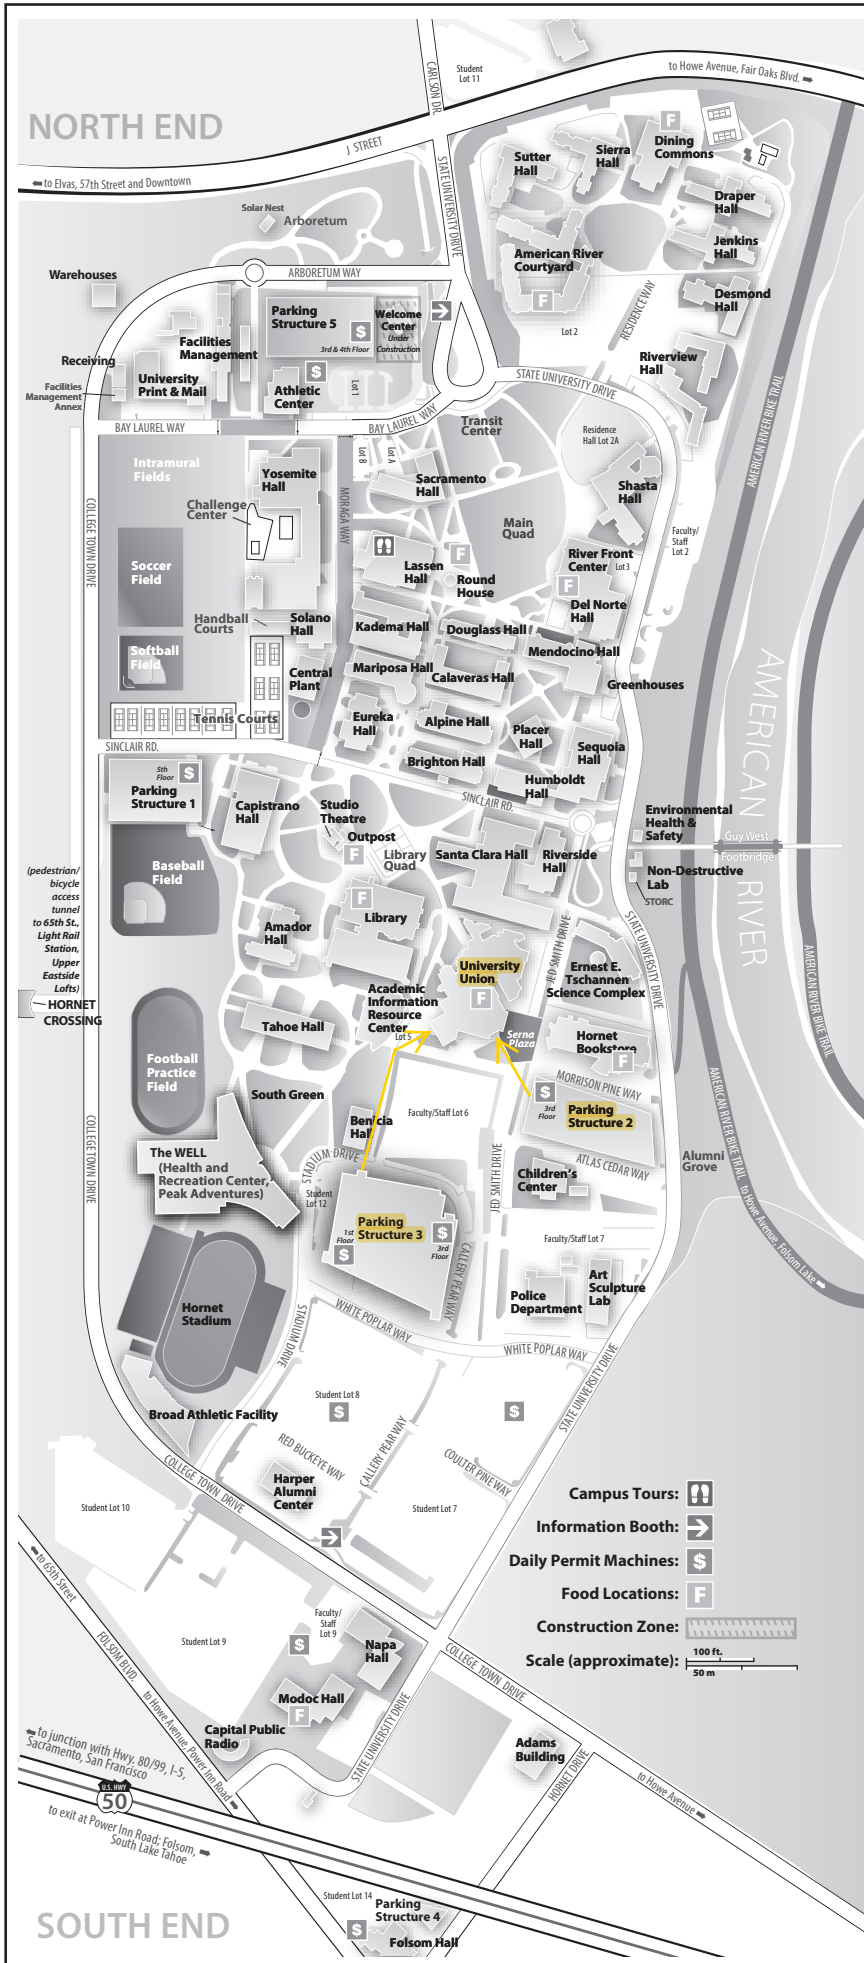 Student
Lot 11
to Howe Avenue, Fair Oaks Blvd.
CARLSON DR.
NORTH END
J STREET
to Elvas, 57th Street and Downtown
STATE UNIVERSITY DRIVE
Sutter
Hall
Sierra
Hall
F
Dining
Commons
Draper
Hall
Jenkins
Hall
Desmond
Hall
American River
Courtyard
F
Lot 2
RESIDENCE WAY
Riverview
Hall
Solar Nest
Arboretum
ARBORETUM WAY
Warehouses
Parking
Structure 5
$
3rd & 4th Floor
Welcome
Center
Under
Construction
Facilities
Management
Receiving
University
Print & Mail
Facilities
Management
Annex
$
Athletic
Center
Lot 1
STATE UNIVERSITY DRIVE
BAY LAUREL WAY
BAY LAUREL WAY
Transit
Center
Residence
Hall Lot 2A
AMERICAN RIVER BIKE TRAIL
Intramural
Fields
Yosemite
Hall
Lot B
Lot A
Sacramento
Hall
Shasta
Hall
Challenge
Center
MORAGA WAY
COLLEGE TOWN DRIVE
Main
Quad
Faculty/
Staff
Lot 2
Soccer
Field
Lassen
Hall
F
Round
House
River Front
Center
Lot 3
F
Del Norte
Hall
Handball
Courts
Solano
Hall
Kadema Hall
Douglass Hall
Mendocino Hall
Softball
Field
Central
Plant
Mariposa Hall
Calaveras Hall
Greenhouses
Tennis Courts
Eureka
Hall
Alpine Hall
Placer
Hall
Sequoia
Hall
Brighton Hall
Humboldt
Hall
SINCLAIR RD.
SINCLAIR RD.
5th
Floor
$
Parking
Structure 1
Capistrano
Hall
Studio
Theatre
Outpost
F
Library
Quad
Santa Clara Hall
Riverside
Hall
Environmental
Health &
Safety
Guy West
Footbridge
Non-Destructive
Lab
STORC
AMERICAN RIVER
Baseball
Field
(pedestrian/
bicycle
access
tunnel
to 65th St.,
Light Rail
Station,
Upper
Eastside
Lofts)
HORNET
CROSSING
F
Library
Amador
Hall
JED SMITH DRIVE
STATE UNIVERSITY DRIVE
University
Union
F
Ernest E.
Tschannen
Science Complex
AMERICAN RIVER BIKE TRAIL
Academic
Information
Resource
Center
Lot 5
Tahoe Hall
Serna
Plaza
Hornet
Bookstore
F
Football
Practice
Field
South Green
Faculty/Staff Lot 6
MORRISON PINE WAY
$
3rd
Floor
Parking
Structure 2
Benicia
Hall
ATLAS CEDAR WAY
Alumni
Grove
AMERICAN RIVER BIKE TRAIL
to Howe Avenue, Folsom Lake
COLLEGE TOWN DRIVE
The WELL
(Health and
Recreation Center,
Peak Adventures)
STADIUM DRIVE
Student
Lot 12
JED SMITH DRIVE
Children's
Center
Parking
Structure 3
1st
Floor
$
$
3rd
Floor
CALLERY PEAR WAY
Faculty/Staff Lot 7
Art
Sculpture
Lab
Police
Department
Hornet
Stadium
STADIUM DRIVE
WHITE POPLAR WAY
WHITE POPLAR WAY
STATE UNIVERSITY DRIVE
Student Lot 8
$
$
Broad Athletic Facility
RED BUCKEYE WAY
CALLERY PEAR WAY
COULTER PINE WAY
COLLEGE TOWN DRIVE
Harper
Alumni
Center
Student Lot 7
Student Lot 10
Campus Tours:
Information Booth:
Daily Permit Machines: $
Food Locations: F
Construction Zone:
Scale (approximate):
100 ft.
50 m
to 65th Street
FOLSOM BLVD.
to Howe Avenue, Power Inn Road
Student Lot 9
Faculty/
Staff
Lot 9
$
Napa
Hall
Modoc Hall
F
Capital Public
Radio
STATE UNIVERSITY DRIVE
COLLEGE TOWN DRIVE
Adams
Building
HORNET DRIVE
to Howe Avenue
to junction with Hwy. 80/99, I-5,
Sacramento, San Francisco
U.S. HWY
50
to exit at Power Inn Road; Folsom,
South Lake Tahoe
Student Lot 14
$
Parking
Structure 4
Folsom Hall
SOUTH END